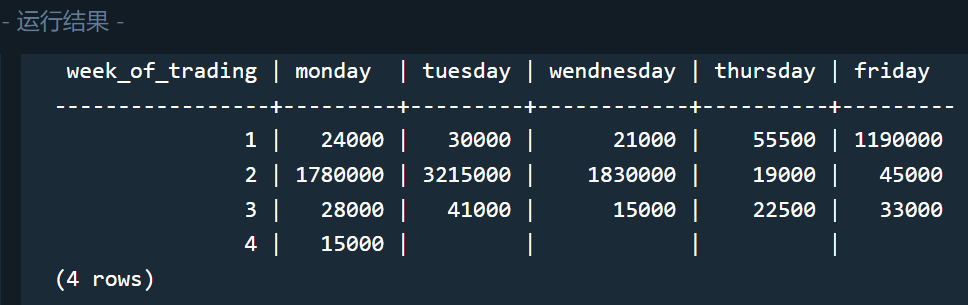 - 运行结果 -
week_of_trading | monday | tuesday | wendnesday | thursday | friday
-----------------+---------+---------+------------+----------+---------
1 | 24000 | 30000 | 21000 | 55500 | 1190000
2 | 1780000 | 3215000 | 1830000 | 19000 | 45000
3 | 28000 | 41000 | 15000 | 22500 | 33000
4 | 15000 | | | |
(4 rows)